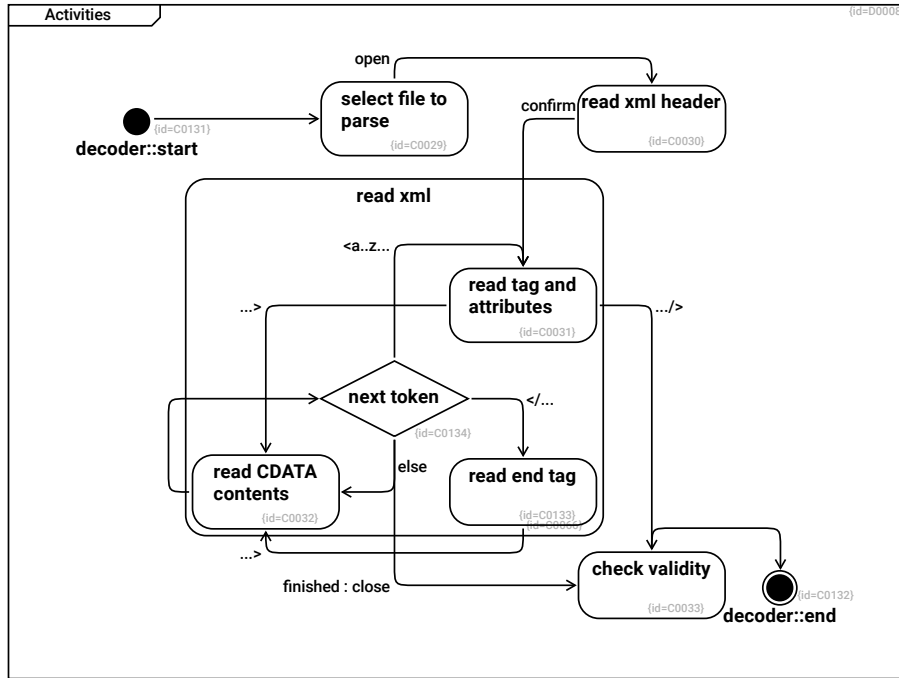 Activities
{id=D0008
open
select file to
parse
{id=C0029}
confirm
read xml header
{id=C0030}
{id=C0131}
decoder::start
read xml
<a..z...
read tag and
attributes
{id=C0031}
...>
.../>
next token
{id=C0134}
</...
else
read CDATA
contents
{id=C0032}
read end tag
{id=C0133}
{id=C0066}
...>
finished : close
check validity
{id=C0033}
{id=C0132}
decoder::end